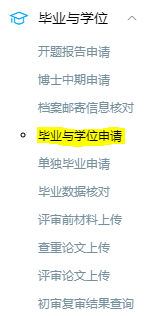 毕业与学位
开题报告申请
博士中期申请
档案邮寄信息核对
毕业与学位申请
单独毕业申请
毕业数据核对
评审前材料上传
查重论文上传
评审论文上传
初审复审结果查询